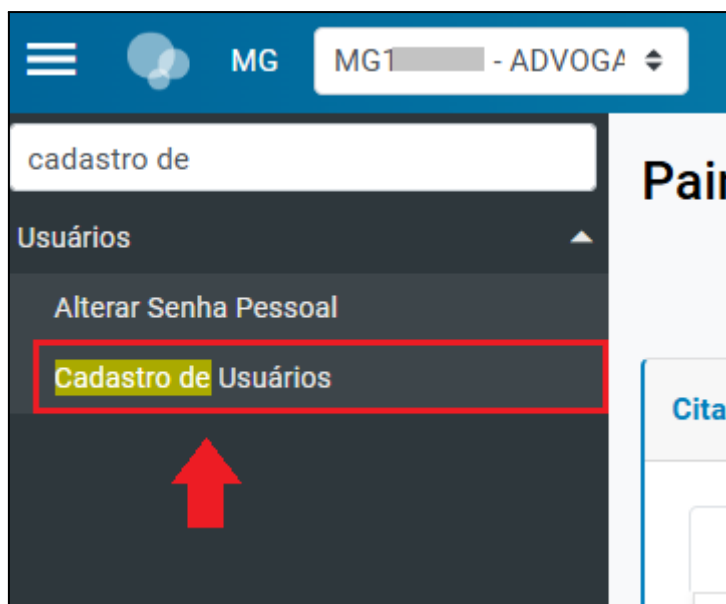 MG
MG1 - ADVOGA
cadastro de
Pai
Usuários
Alterar Senha Pessoal
Cadastro de Usuários
Cita